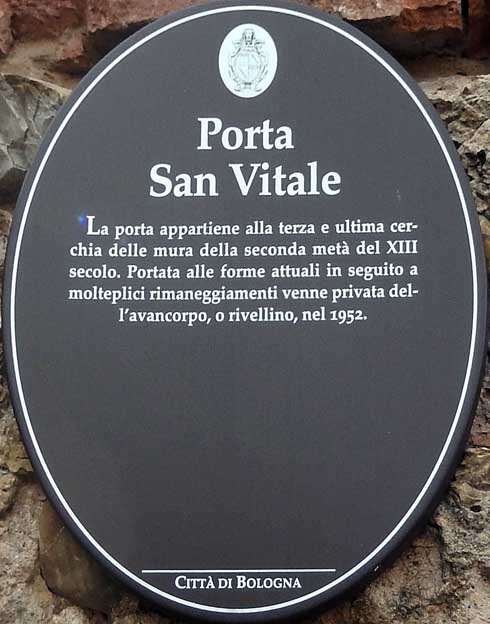 Porta
San Vitale
La porta appartiene alla terza e ultima cer-
chia delle mura della seconda metà del XIII
secolo. Portata alle forme attuali in seguito a
molteplici rimaneggiamenti venne privata del-
l'avancorpo, o rivellino, nel 1952.
CITTÀ DI BOLOGNA